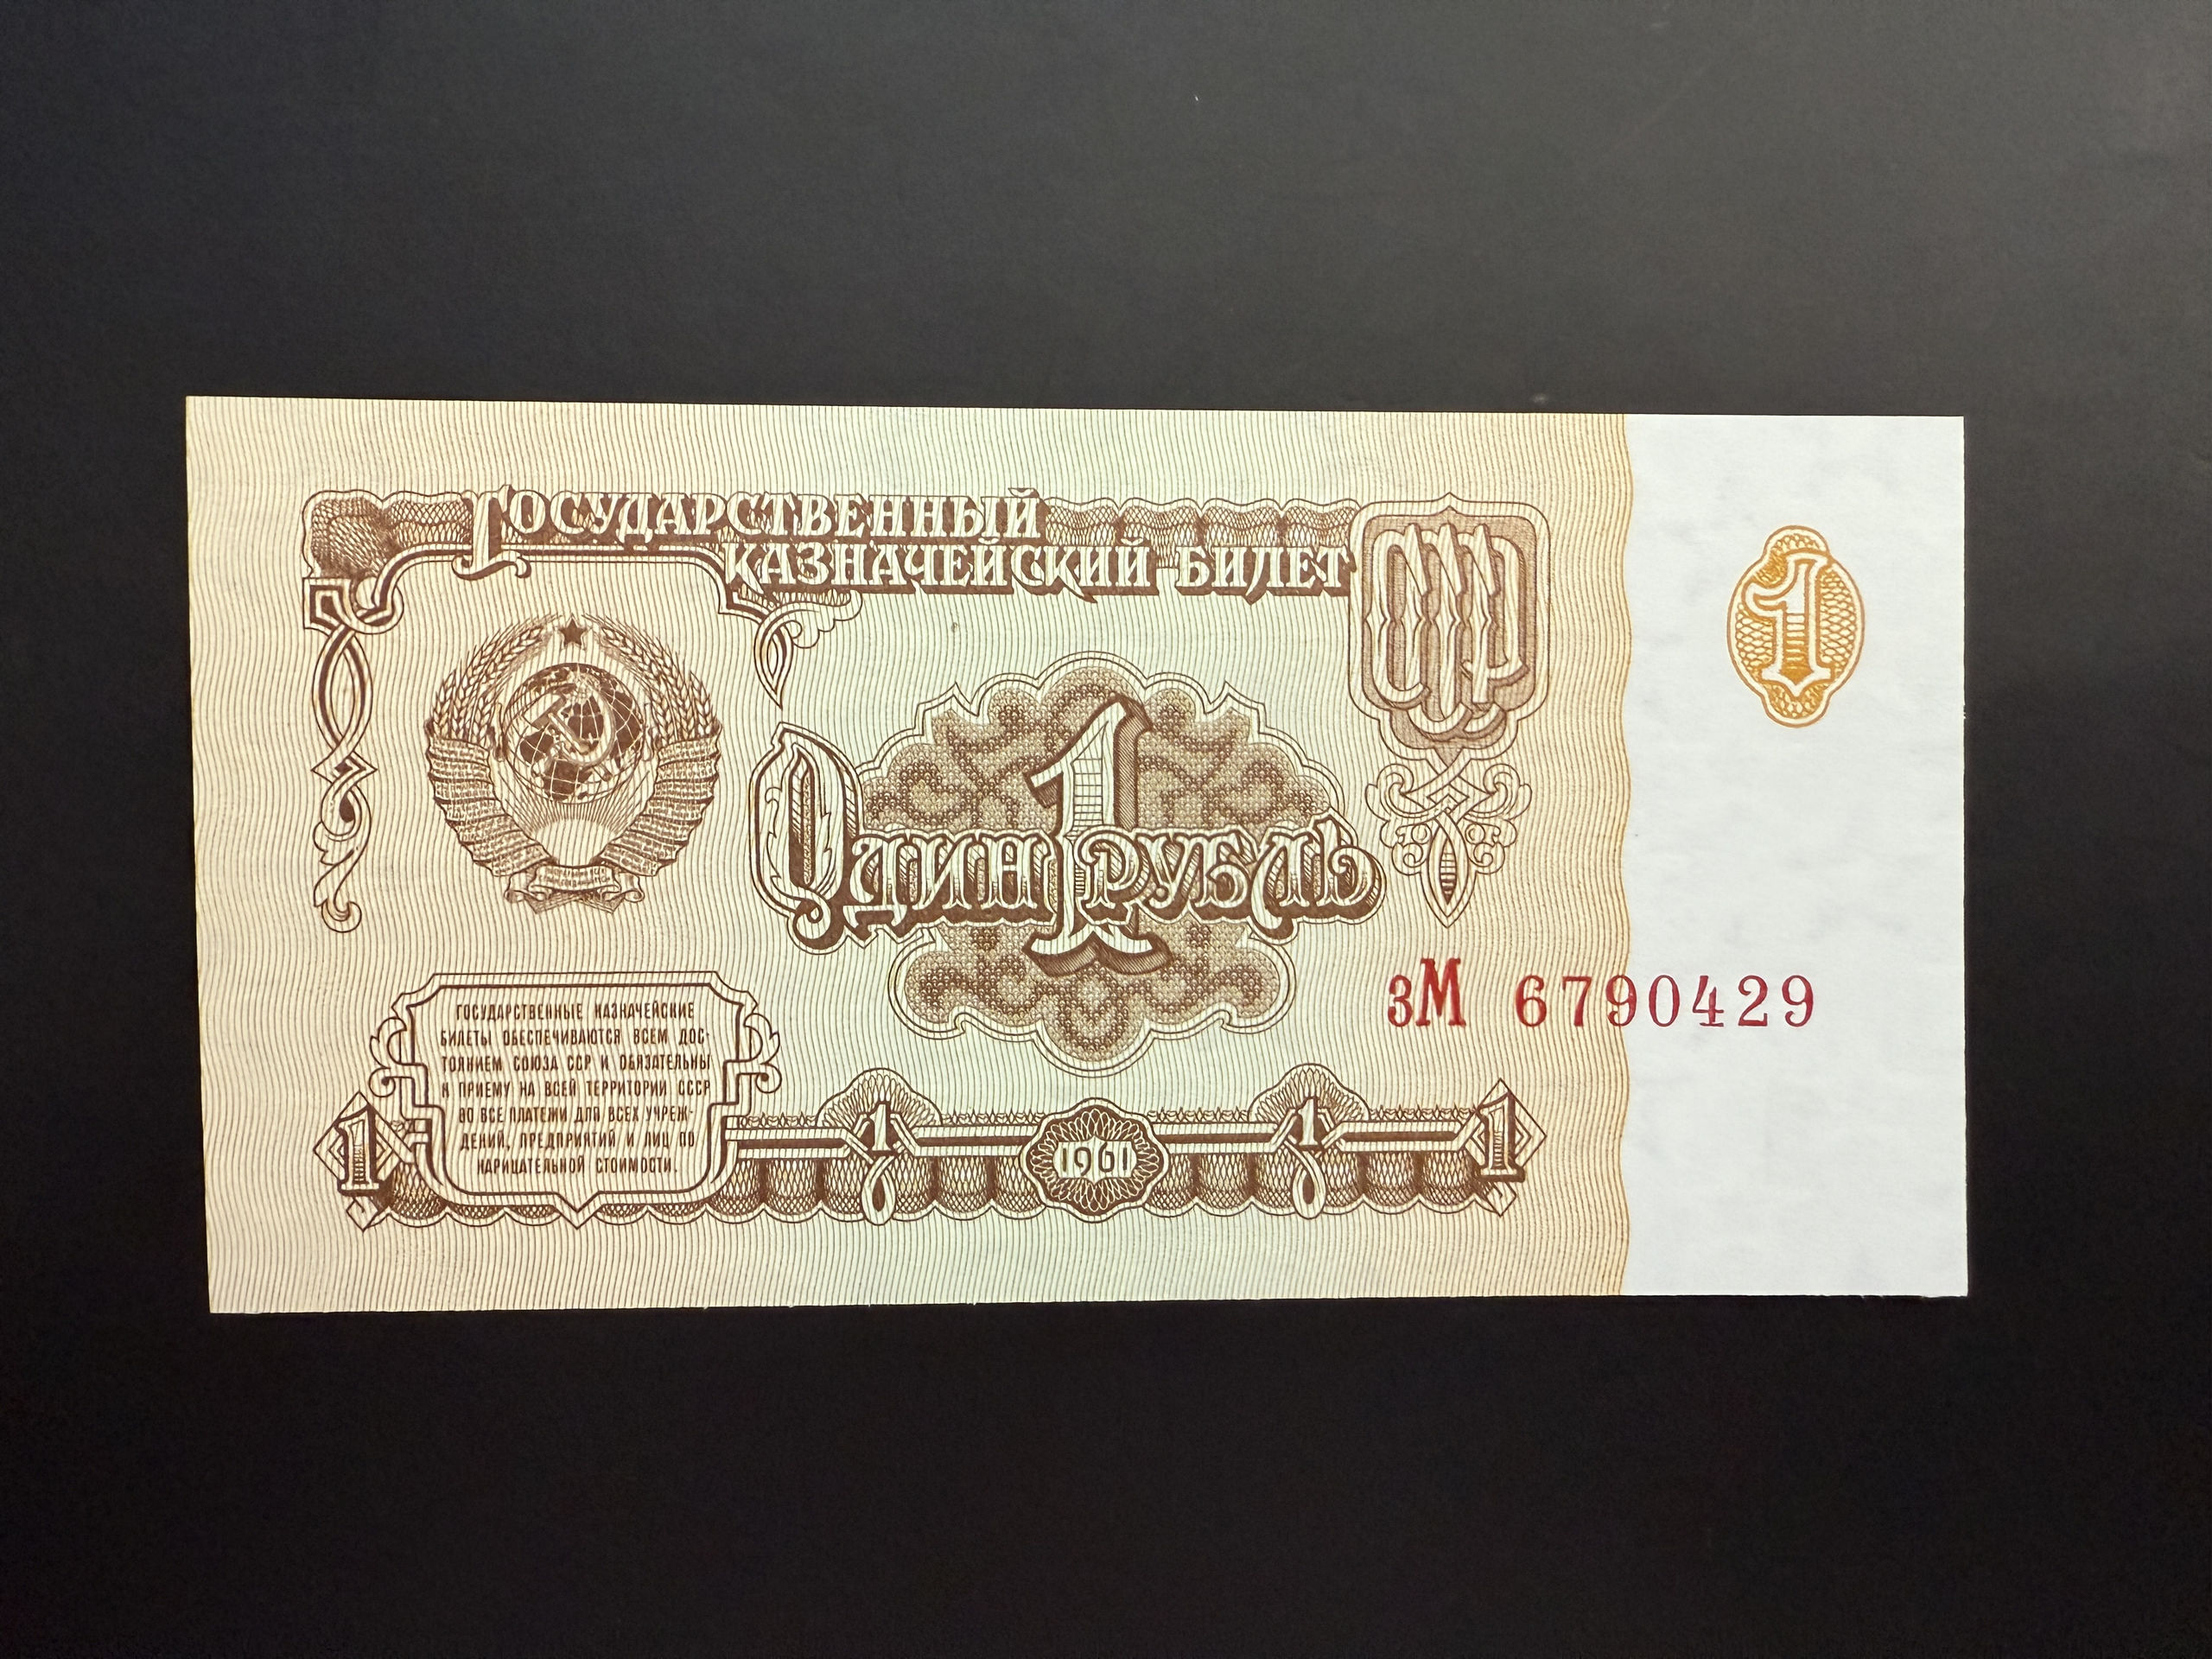 ГОСУДАРСТВЕННЫЙ
КАЗНАЧЕЙСКИЙ БИЛЕТ
СССР
1
1
ОДИН РУБЛЬ
зМ 6790429
ГОСУДАРСТВЕННЫЕ КАЗНАЧЕЙСКИЕ
БИЛЕТЫ ОБЕСПЕЧИВАЮТСЯ ВСЕМ ДОС-
ТОЯНИЕМ СОЮЗА ССР И ОБЯЗАТЕЛЬНЫ
К ПРИЕМУ НА ВСЕЙ ТЕРРИТОРИИ СССР
ВО ВСЕ ПЛАТЕЖИ ДЛЯ ВСЕХ УЧРЕЖ-
ДЕНИЙ, ПРЕДПРИЯТИЙ И ЛИЦ ПО
НАРИЦАТЕЛЬНОЙ СТОИМОСТИ.
1 1 1961 1 1